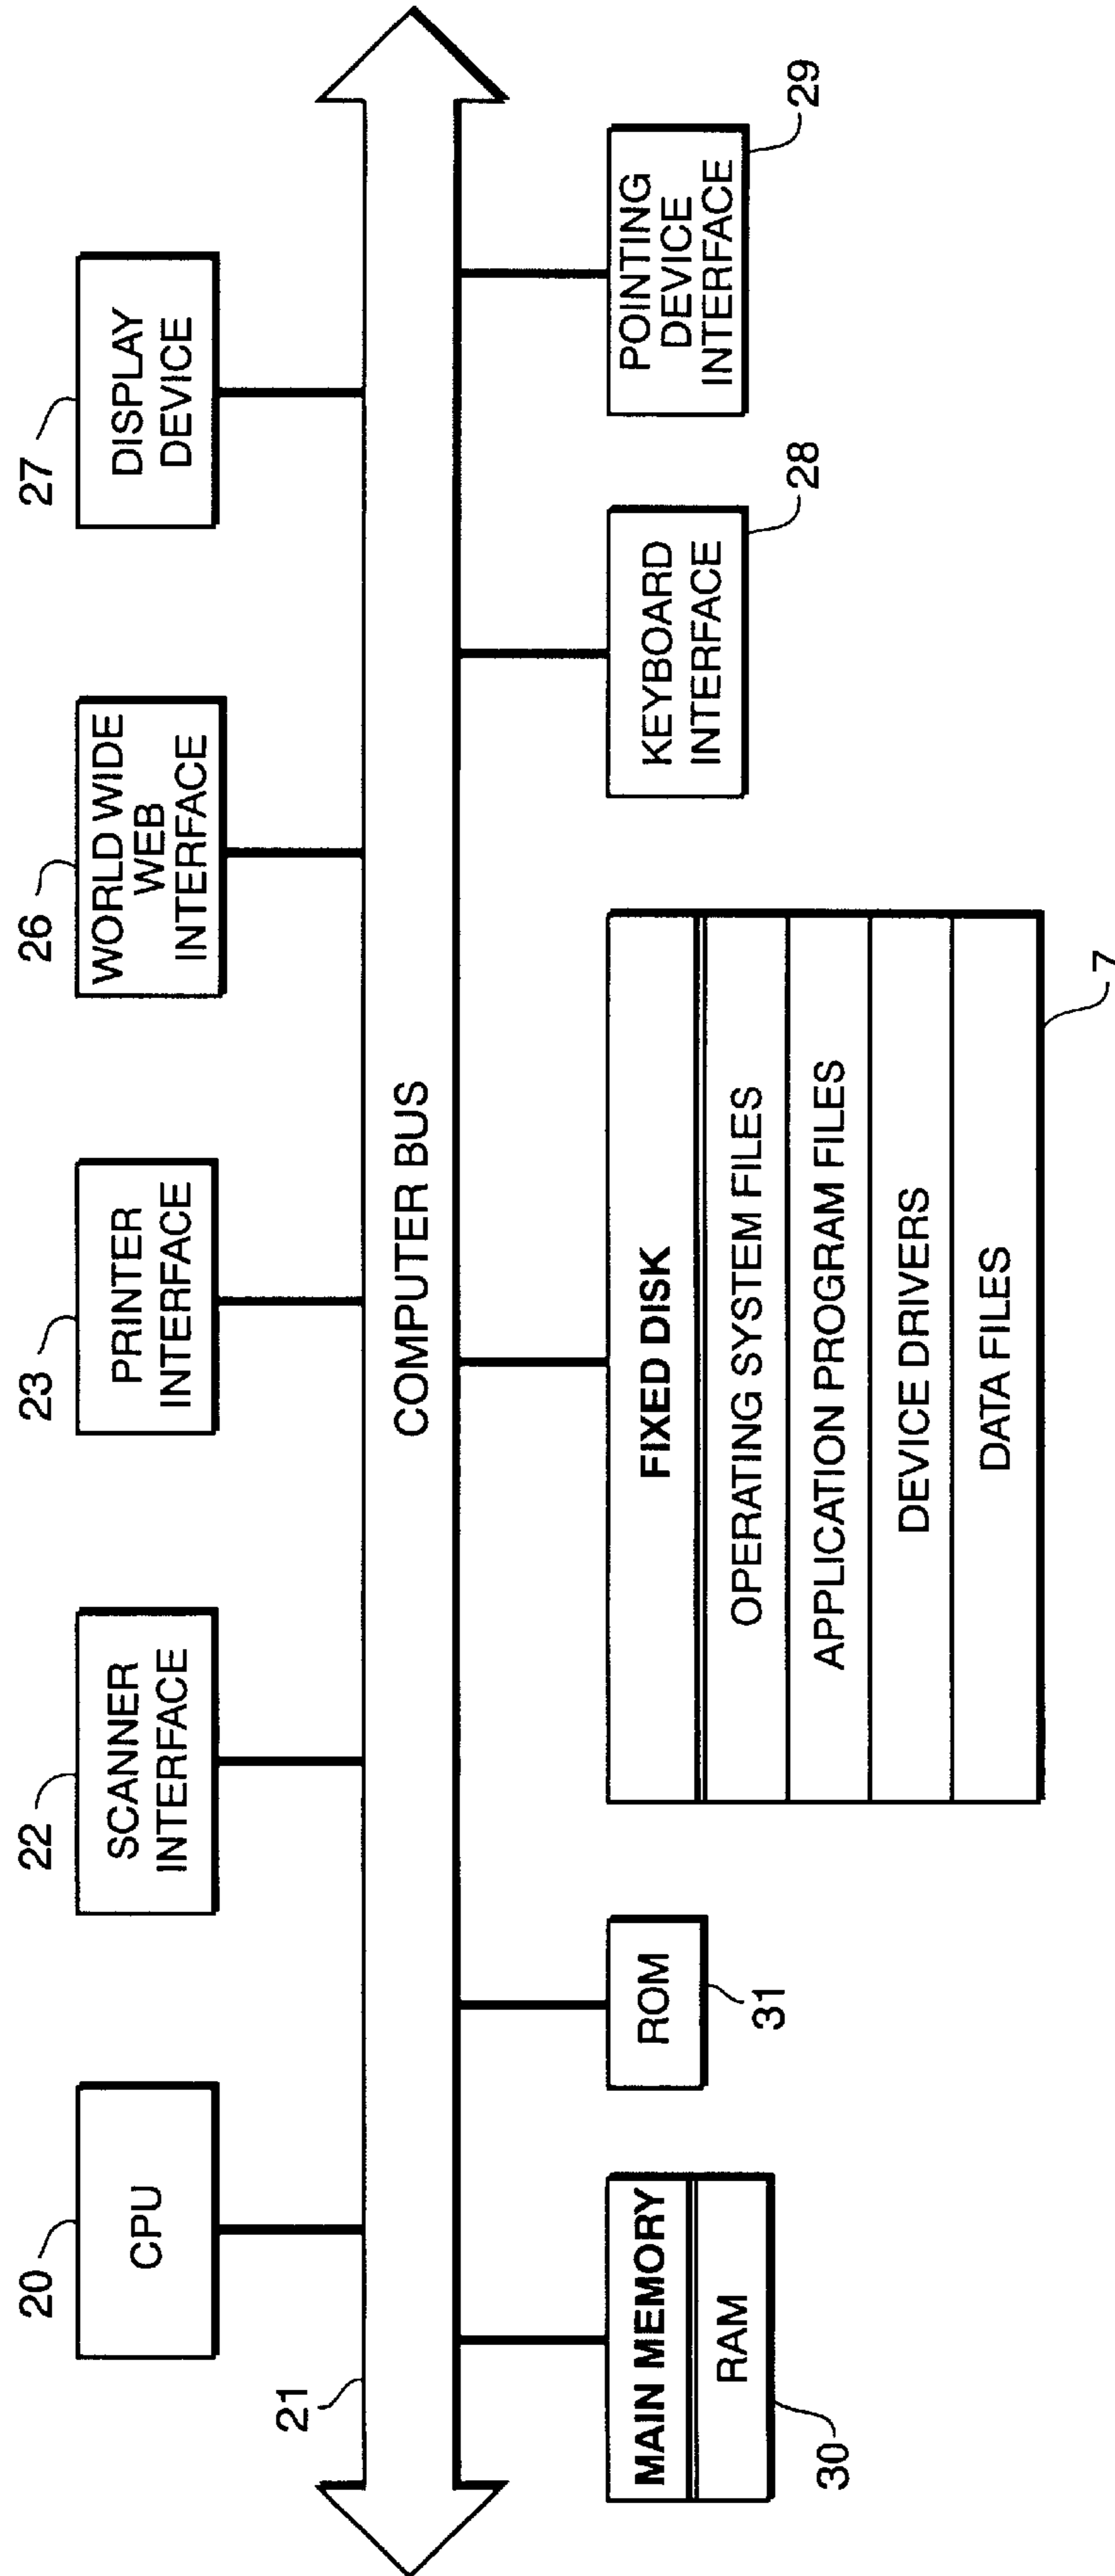 20
CPU
22
SCANNER
INTERFACE
23
PRINTER
INTERFACE
26
WORLD WIDE
WEB
INTERFACE
27
DISPLAY
DEVICE
21
COMPUTER BUS
MAIN MEMORY
RAM
30
ROM
31
FIXED DISK
OPERATING SYSTEM FILES
APPLICATION PROGRAM FILES
DEVICE DRIVERS
DATA FILES
7
KEYBOARD
INTERFACE
28
POINTING
DEVICE
INTERFACE
29